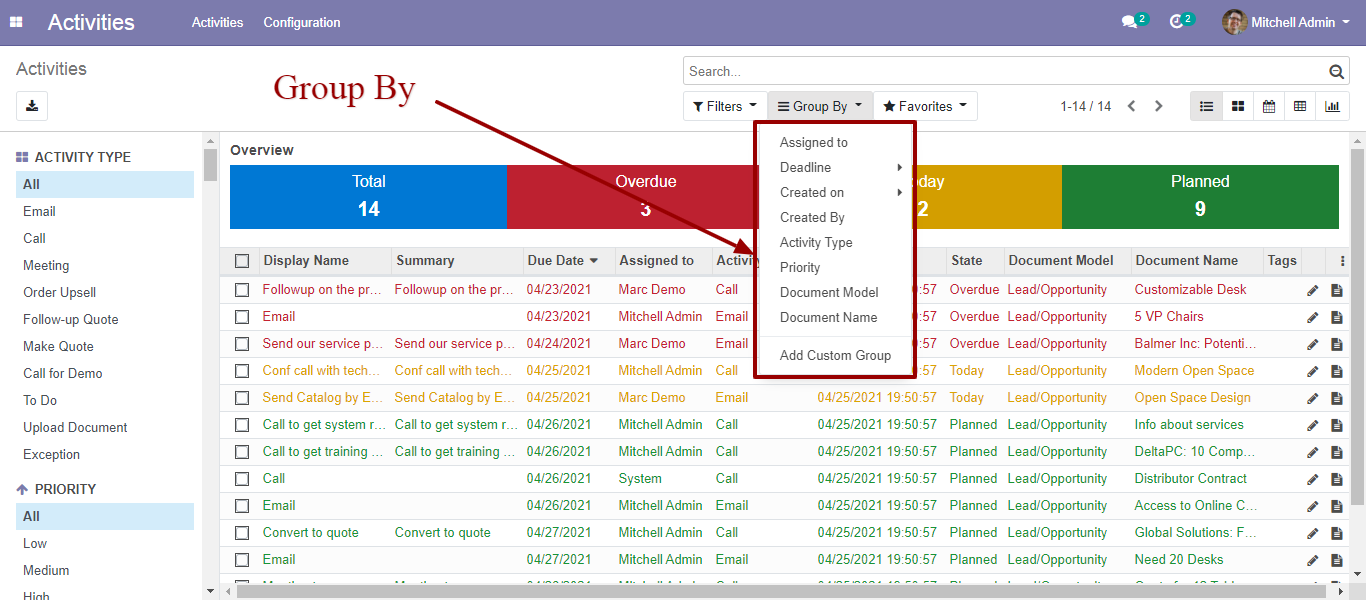 Activities Activities Configuration 2 2 Mitchell Admin
Activities
Search...
Group By
Filters Group By Favorites 1-14 / 14
ACTIVITY TYPE
All
Email
Call
Meeting
Order Upsell
Follow-up Quote
Make Quote
Call for Demo
To Do
Upload Document
Exception
PRIORITY
All
Low
Medium
High
Overview
Total Overdue day Planned
14 3 2 9
Assigned to
Deadline
Created on
Created By
Activity Type
Priority
Document Model
Document Name
Add Custom Group
Display Name Summary Due Date Assigned to Activity State Document Model Document Name Tags
Followup on the pr... Followup on the pr... 04/23/2021 Marc Demo Call :57 Overdue Lead/Opportunity Customizable Desk
Email 04/23/2021 Mitchell Admin Email :57 Overdue Lead/Opportunity 5 VP Chairs
Send our service p... Send our service p... 04/24/2021 Marc Demo Email :57 Overdue Lead/Opportunity Balmer Inc: Potenti...
Conf call with tech... Conf call with tech... 04/25/2021 Mitchell Admin Call :57 Today Lead/Opportunity Modern Open Space
Send Catalog by E... Send Catalog by E... 04/25/2021 Marc Demo Email 04/25/2021 19:50:57 Today Lead/Opportunity Open Space Design
Call to get system r... Call to get system r... 04/26/2021 Mitchell Admin Call 04/25/2021 19:50:57 Planned Lead/Opportunity Info about services
Call to get training ... Call to get training ... 04/26/2021 Mitchell Admin Call 04/25/2021 19:50:57 Planned Lead/Opportunity DeltaPC: 10 Comp...
Call 04/26/2021 System Call 04/25/2021 19:50:57 Planned Lead/Opportunity Distributor Contract
Email 04/26/2021 Mitchell Admin Email 04/25/2021 19:50:57 Planned Lead/Opportunity Access to Online C...
Convert to quote Convert to quote 04/27/2021 Mitchell Admin Call 04/25/2021 19:50:57 Planned Lead/Opportunity Global Solutions: F...
Email 04/27/2021 Mitchell Admin Email 04/25/2021 19:50:57 Planned Lead/Opportunity Need 20 Desks